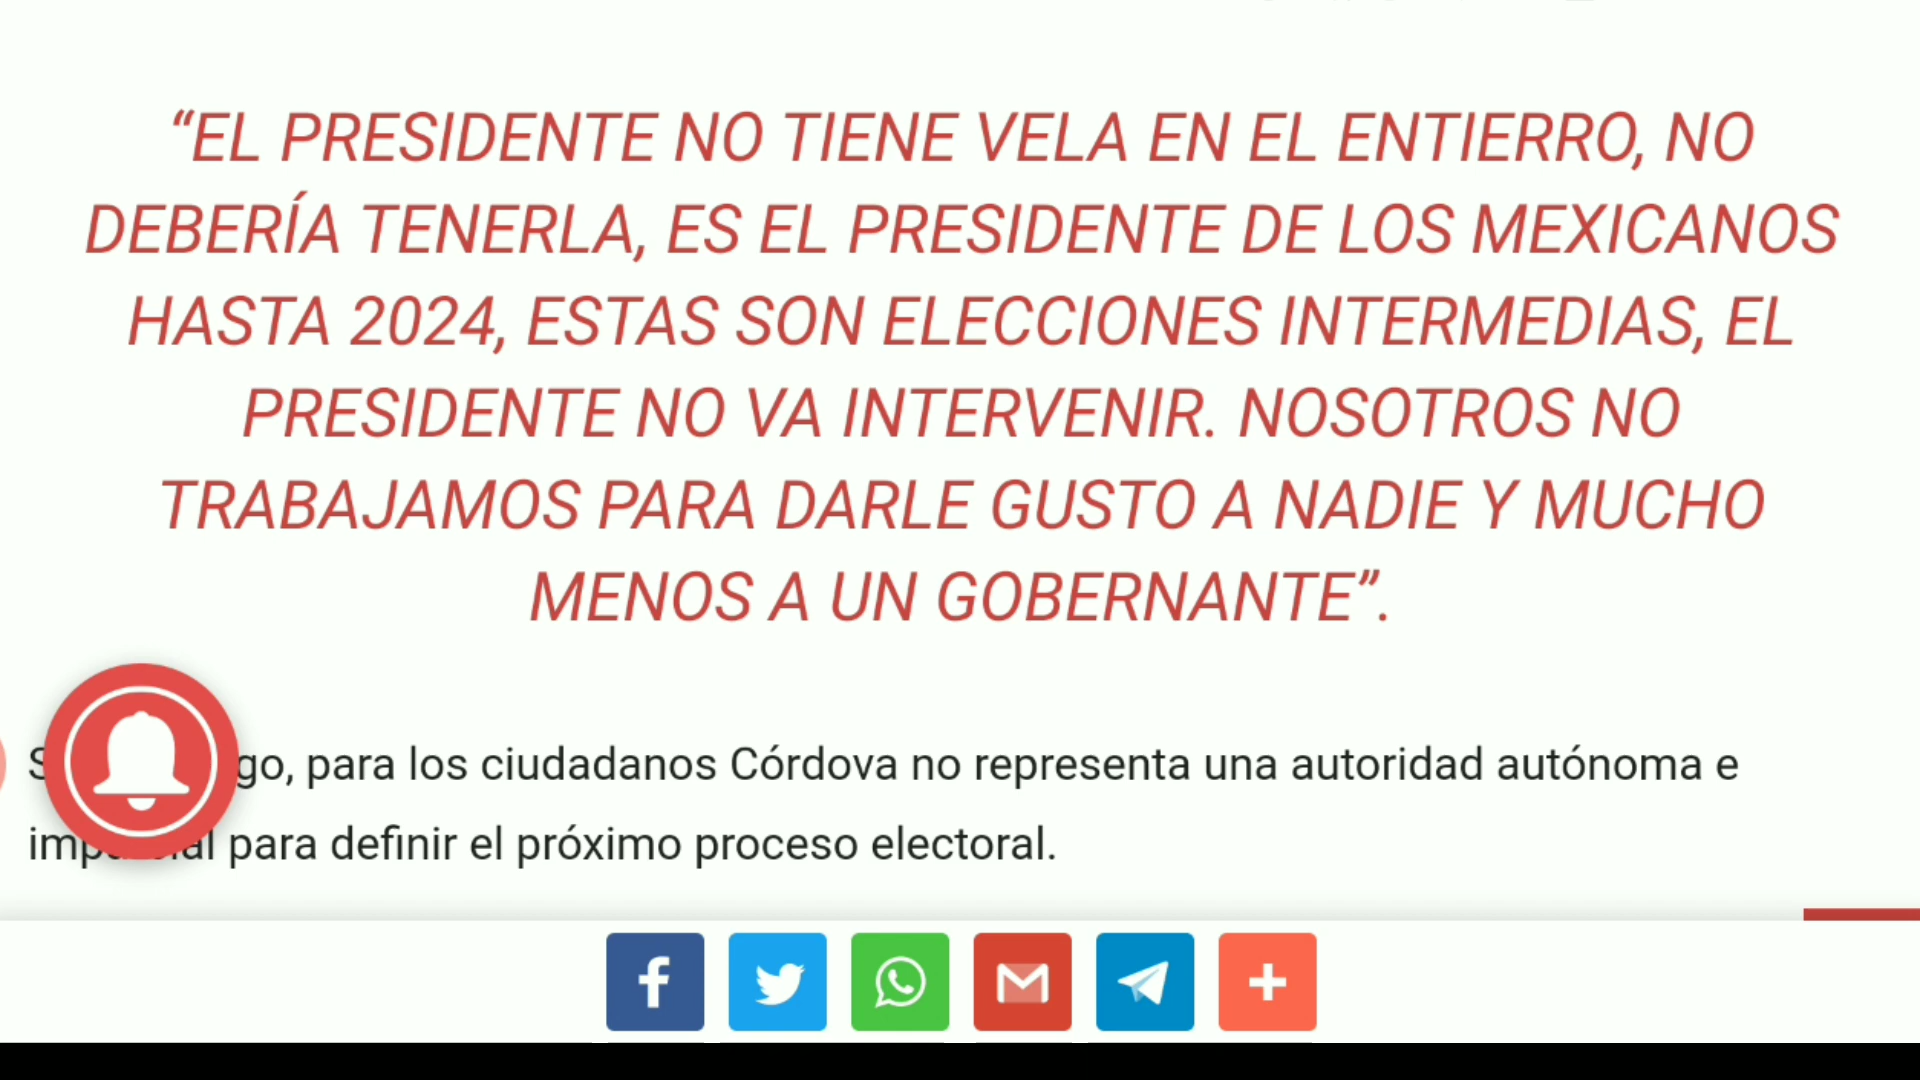 “EL PRESIDENTE NO TIENE VELA EN EL ENTIERRO, NO
DEBERÍA TENERLA, ES EL PRESIDENTE DE LOS MEXICANOS
HASTA 2024, ESTAS SON ELECCIONES INTERMEDIAS, EL
PRESIDENTE NO VA INTERVENIR. NOSOTROS NO
TRABAJAMOS PARA DARLE GUSTO A NADIE Y MUCHO
MENOS A UN GOBERNANTE”.
para los ciudadanos Córdova no representa una autoridad autónoma e
para definir el próximo proceso electoral.